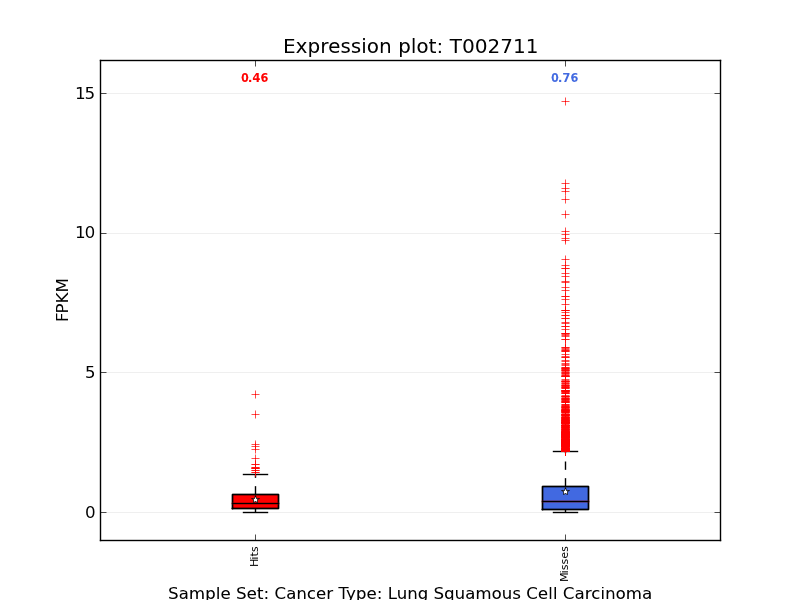 Expression plot: T002711
0.46
0.76
15
10
5
0
FPKM
Hits
Misses
Sample Set: Cancer Type: Lung Squamous Cell Carcinoma